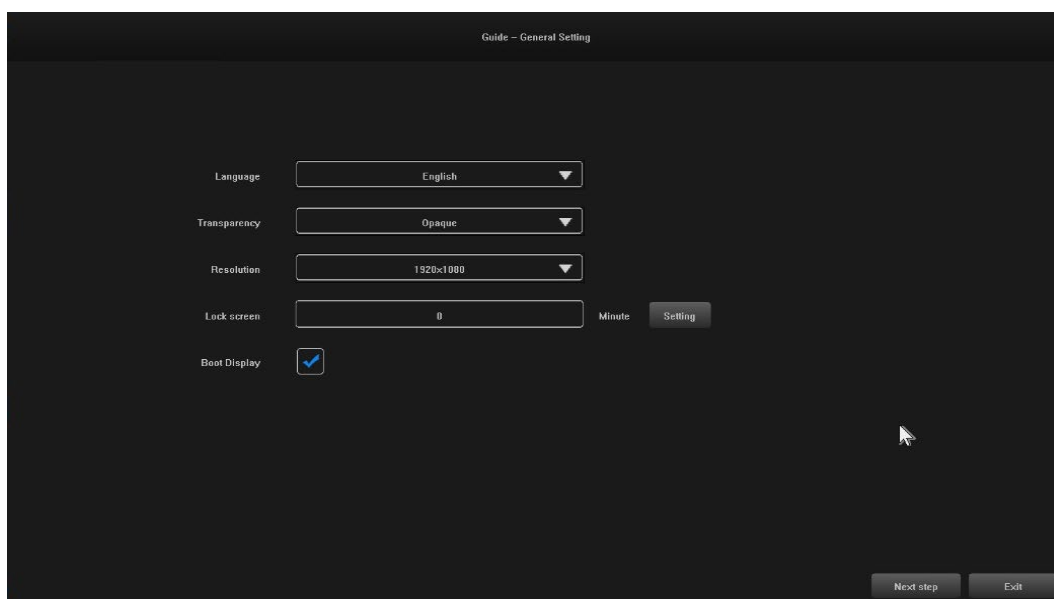 Guide – General Setting
Language English
Transparency Opaque
Resolution 1920x1080
Lock screen 0 Minute Setting
Boot Display
Next step Exit